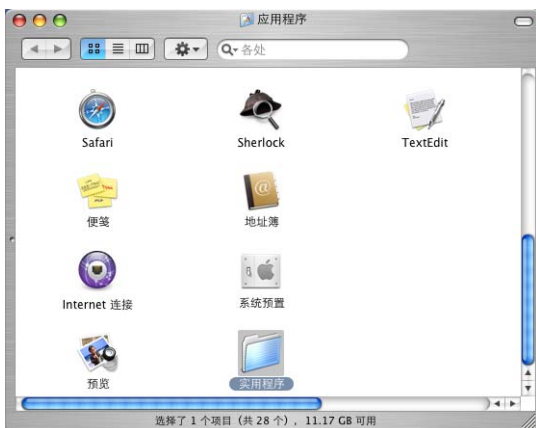 应用程序
各处
Safari
Sherlock
TextEdit
便笺
地址簿
Internet 连接
系统预置
预览
实用程序
选择了 1 个项目（共 28 个）, 11.17 GB 可用